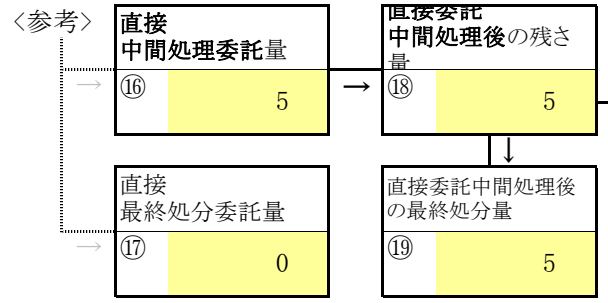 〈参考〉
直接
中間処理委託量
⑯ 5
→
→
直接委託
中間処理後の残さ
量
⑱ 5
↓
直接
最終処分委託量
→
⑰ 0
直接委託中間処理後
の最終処分量
⑲ 5